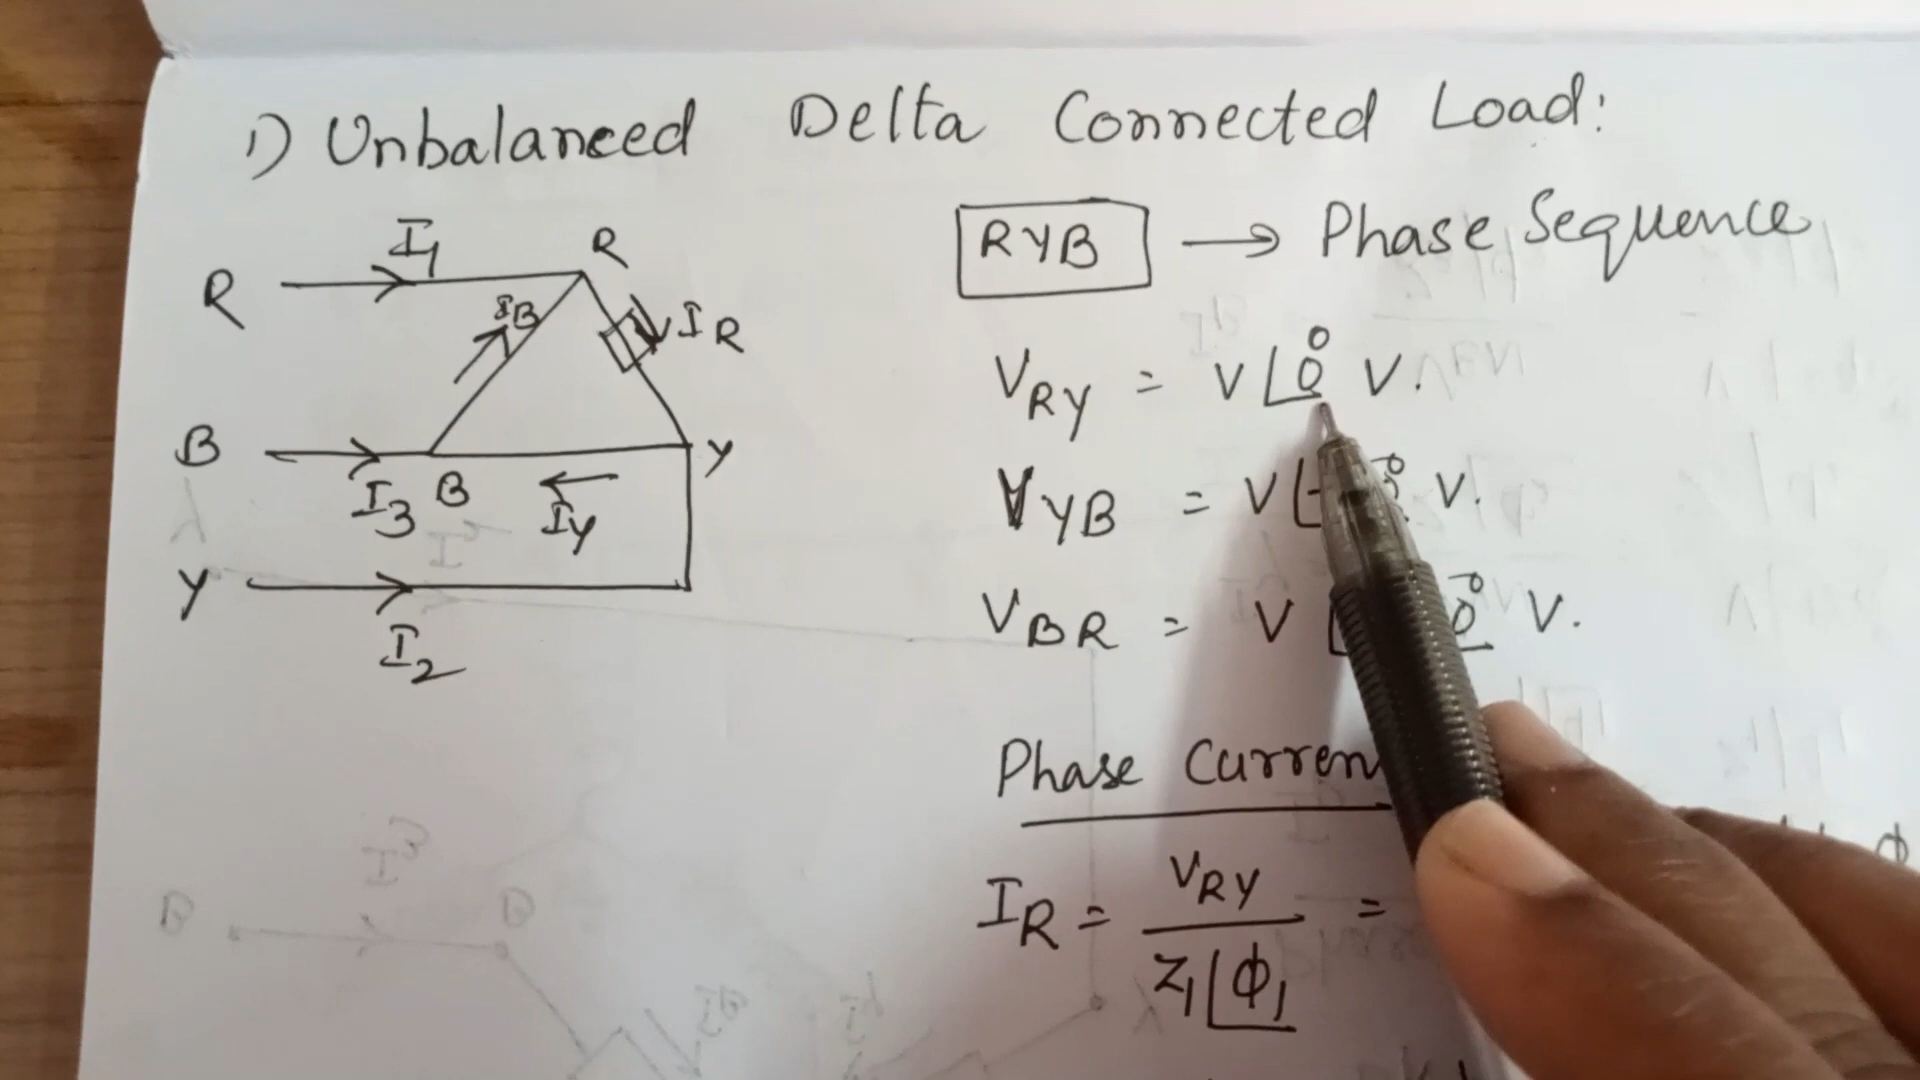 1) Unbalanced Delta Connected Load:
RYB → Phase Sequence
R I1 R
IB IR
VRY = V∠0° V.
B I3 B IY Y
VYB = V∠ V.
Y I2
VBR = V V.
Phase Curren
IR = VRY / Z1∠ϕ1 =